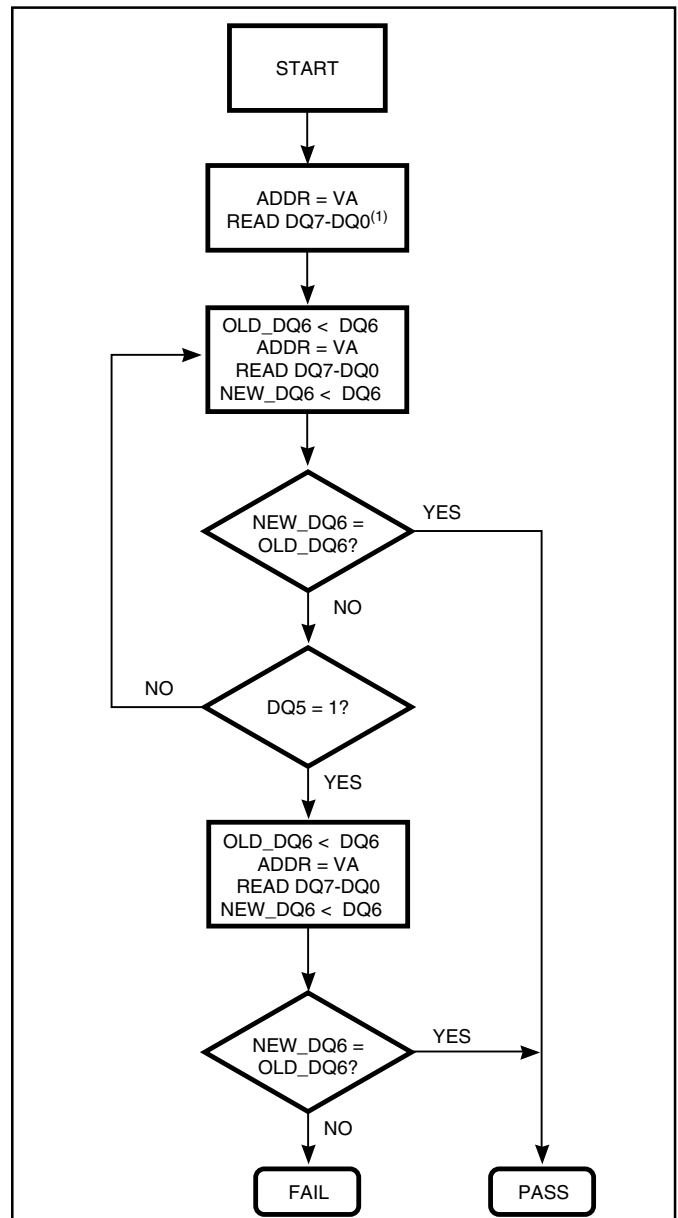 START
ADDR = VA
READ DQ7-DQ0(1)
OLD_DQ6 < DQ6
ADDR = VA
READ DQ7-DQ0
NEW_DQ6 < DQ6
NEW_DQ6 =
OLD_DQ6?
YES
NO
DQ5 = 1?
NO
YES
OLD_DQ6 < DQ6
ADDR = VA
READ DQ7-DQ0
NEW_DQ6 < DQ6
NEW_DQ6 =
OLD_DQ6?
YES
NO
FAIL
PASS